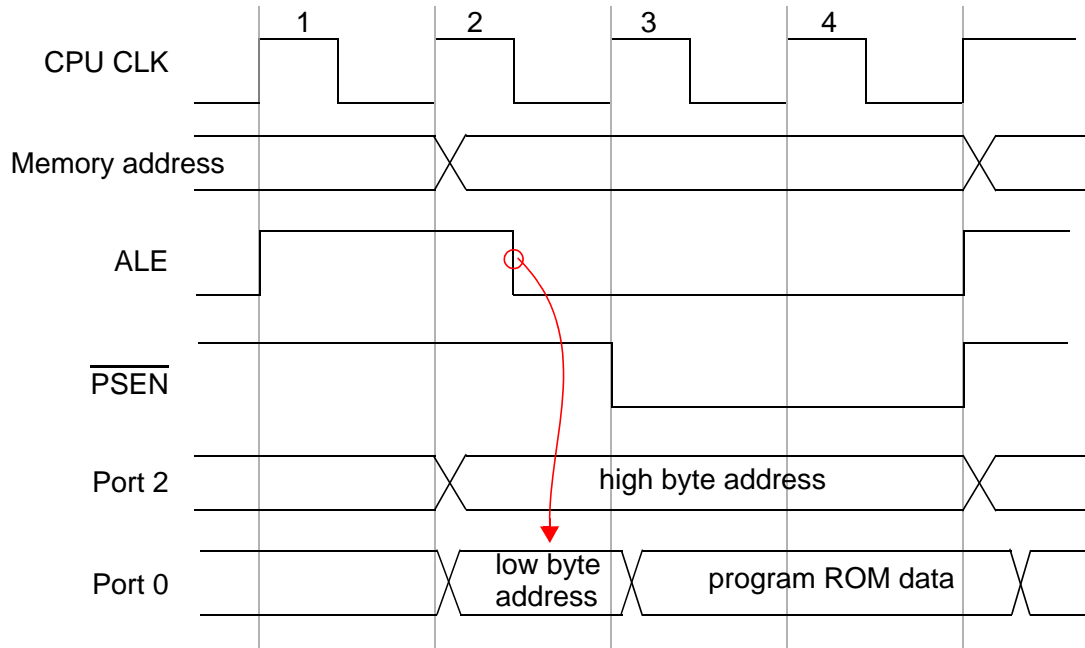 1 2 3 4
CPU CLK
Memory address
ALE
PSEN
Port 2
high byte address
Port 0
low byte
address
program ROM data